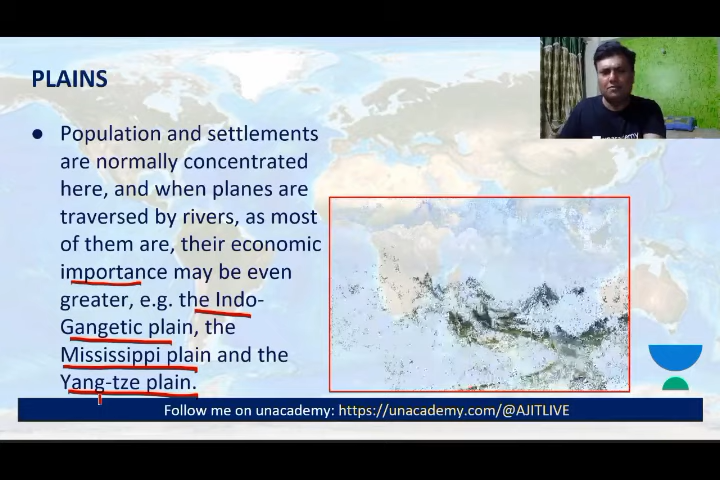 PLAINS
● Population and settlements
are normally concentrated
here, and when planes are
traversed by rivers, as most
of them are, their economic
importance may be even
greater, e.g. the Indo-
Gangetic plain, the
Mississippi plain and the
Yang-tze plain.
unacademy
Follow me on unacademy: https://unacademy.com/@AJITLIVE